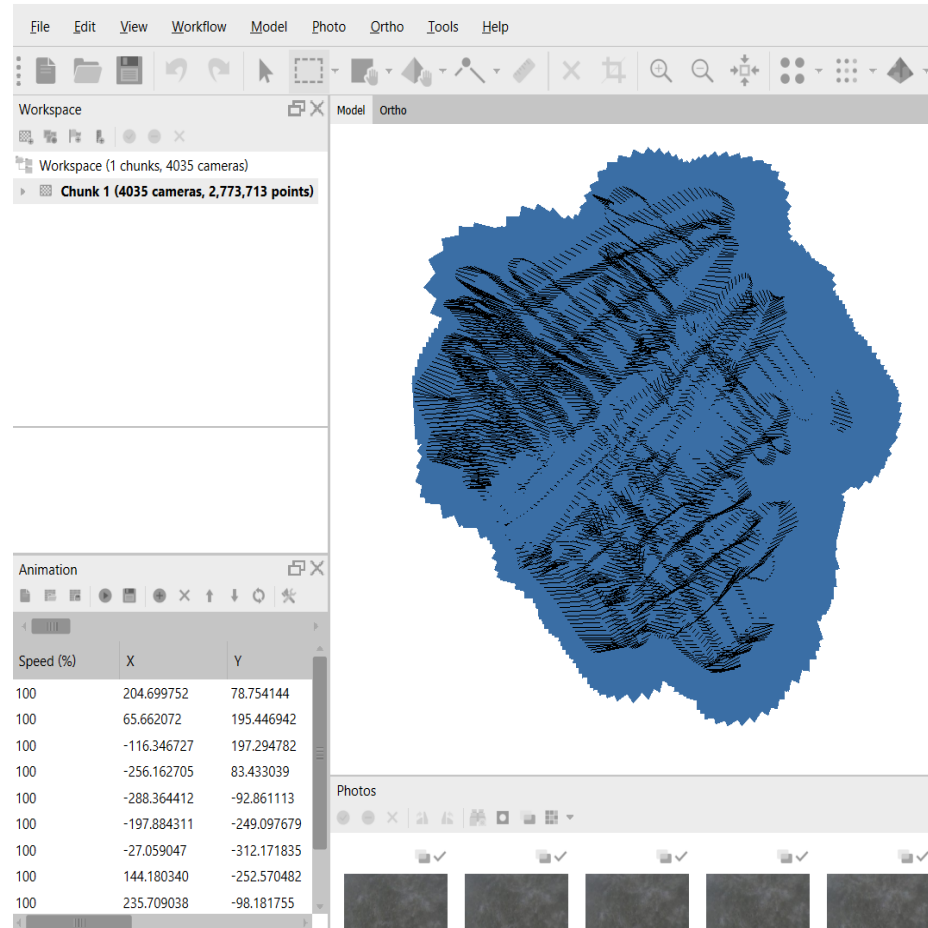 File Edit View Workflow Model Photo Ortho Tools Help
Workspace
Model Ortho
Workspace (1 chunks, 4035 cameras)
Chunk 1 (4035 cameras, 2,773,713 points)
Animation
Speed (%) X Y
100 204.699752 78.754144
100 65.662072 195.446942
100 -116.346727 197.294782
100 -256.162705 83.433039
100 -288.364412 -92.861113
100 -197.884311 -249.097679
100 -27.059047 -312.171835
100 144.180340 -252.570482
100 235.709038 -98.181755
Photos